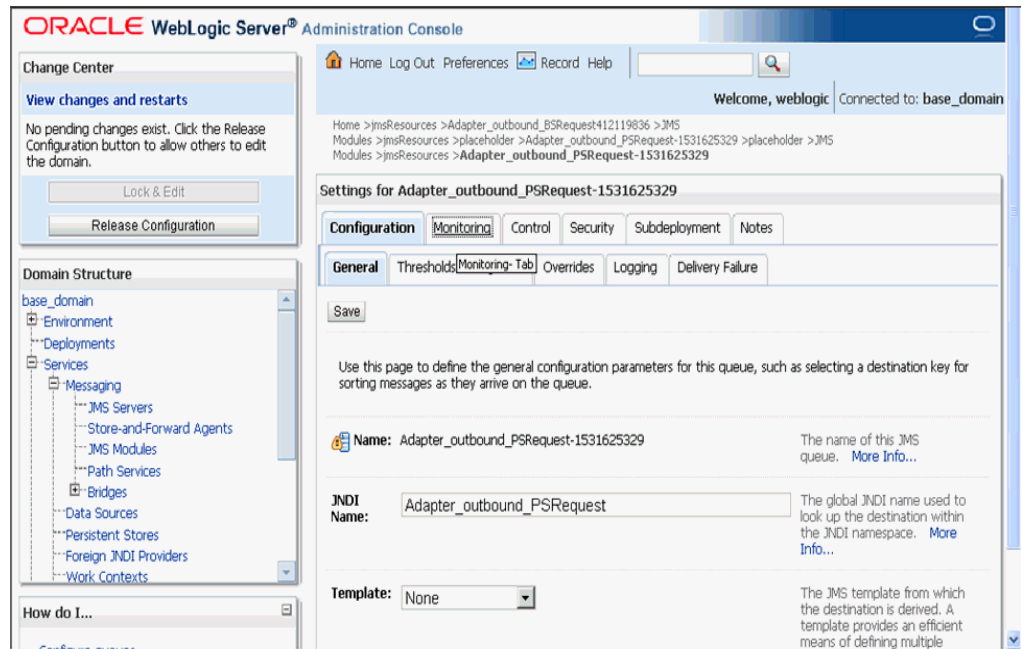 ORACLE WebLogic Server® Administration Console
Change Center
View changes and restarts
No pending changes exist. Click the Release
Configuration button to allow others to edit
the domain.
Lock & Edit
Release Configuration
Domain Structure
base_domain
Environment
Deployments
Services
Messaging
JMS Servers
Store-and-Forward Agents
JMS Modules
Path Services
Bridges
Data Sources
Persistent Stores
Foreign JNDI Providers
Work Contexts
How do I...
Configure queues
Home Log Out Preferences Record Help
Welcome, weblogic Connected to: base_domain
Home >jmsResources >Adapter_outbound_BSRequest412119836 >JMS
Modules >jmsResources >placeholder >Adapter_outbound_PSRequest-1531625329 >placeholder >JMS
Modules >jmsResources >Adapter_outbound_PSRequest-1531625329
Settings for Adapter_outbound_PSRequest-1531625329
Configuration Monitoring Control Security Subdeployment Notes
General Thresholds Monitoring- Tab Overrides Logging Delivery Failure
Save
Use this page to define the general configuration parameters for this queue, such as selecting a destination key for
sorting messages as they arrive on the queue.
Name: Adapter_outbound_PSRequest-1531625329
The name of this JMS
queue. More Info...
JNDI
Name:
Adapter_outbound_PSRequest
The global JNDI name used to
look up the destination within
the JNDI namespace. More
Info...
Template:
None
The JMS template from which
the destination is derived. A
template provides an efficient
means of defining multiple